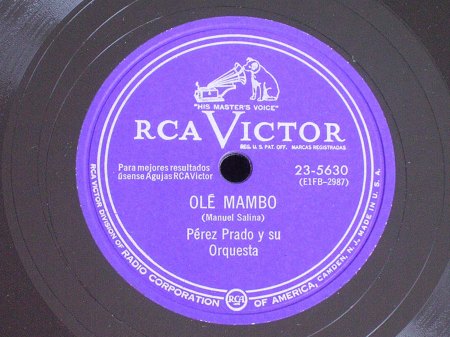 "HIS MASTER'S VOICE"
RCA VICTOR
REG. U. S. PAT. OFF. MARCAS REGISTRADAS
Para mejores resultados
úsense Agujas RCA Victor
23-5630
(E1FB-2987)
OLÉ MAMBO
(Manuel Salina)
Pérez Prado y su
Orquesta
RCA VICTOR DIVISION OF RADIO CORPORATION OF AMERICA, CAMDEN, N. J. MADE IN U. S. A.
RCA